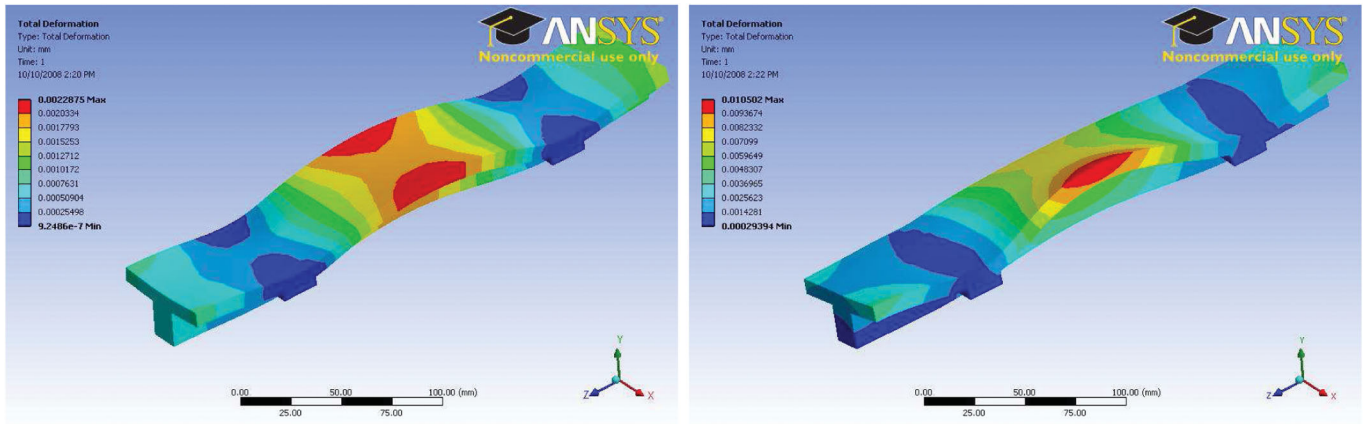 Total Deformation
Type: Total Deformation
Unit: mm
Time: 1
10/10/2008 2:20 PM
0.0022875 Max
0.0020334
0.0017793
0.0015253
0.0012712
0.0010172
0.0007631
0.00050904
0.00025498
9.2486e-7 Min
ANSYS
Noncommercial use only
0.00
50.00
100.00 (mm)
25.00
75.00
Y
Z
X
Total Deformation
Type: Total Deformation
Unit: mm
Time: 1
10/10/2008 2:22 PM
0.010502 Max
0.0093674
0.0082332
0.007099
0.0059649
0.0048307
0.0036965
0.0025623
0.0014281
0.00029394 Min
ANSYS
Noncommercial use only
0.00
50.00
100.00 (mm)
25.00
75.00
Y
Z
X